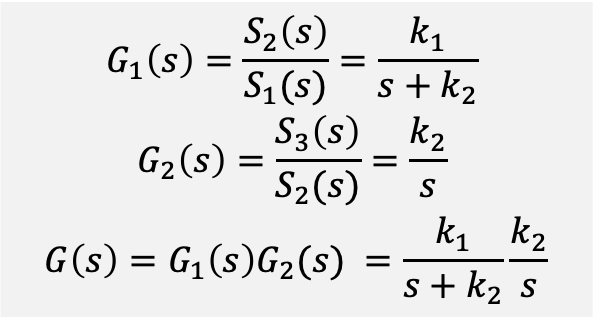 G₁(s) = S₂(s)/S₁(s) = k₁/(s + k₂)
G₂(s) = S₃(s)/S₂(s) = k₂/s
G(s) = G₁(s)G₂(s) = k₁/(s + k₂) k₂/s